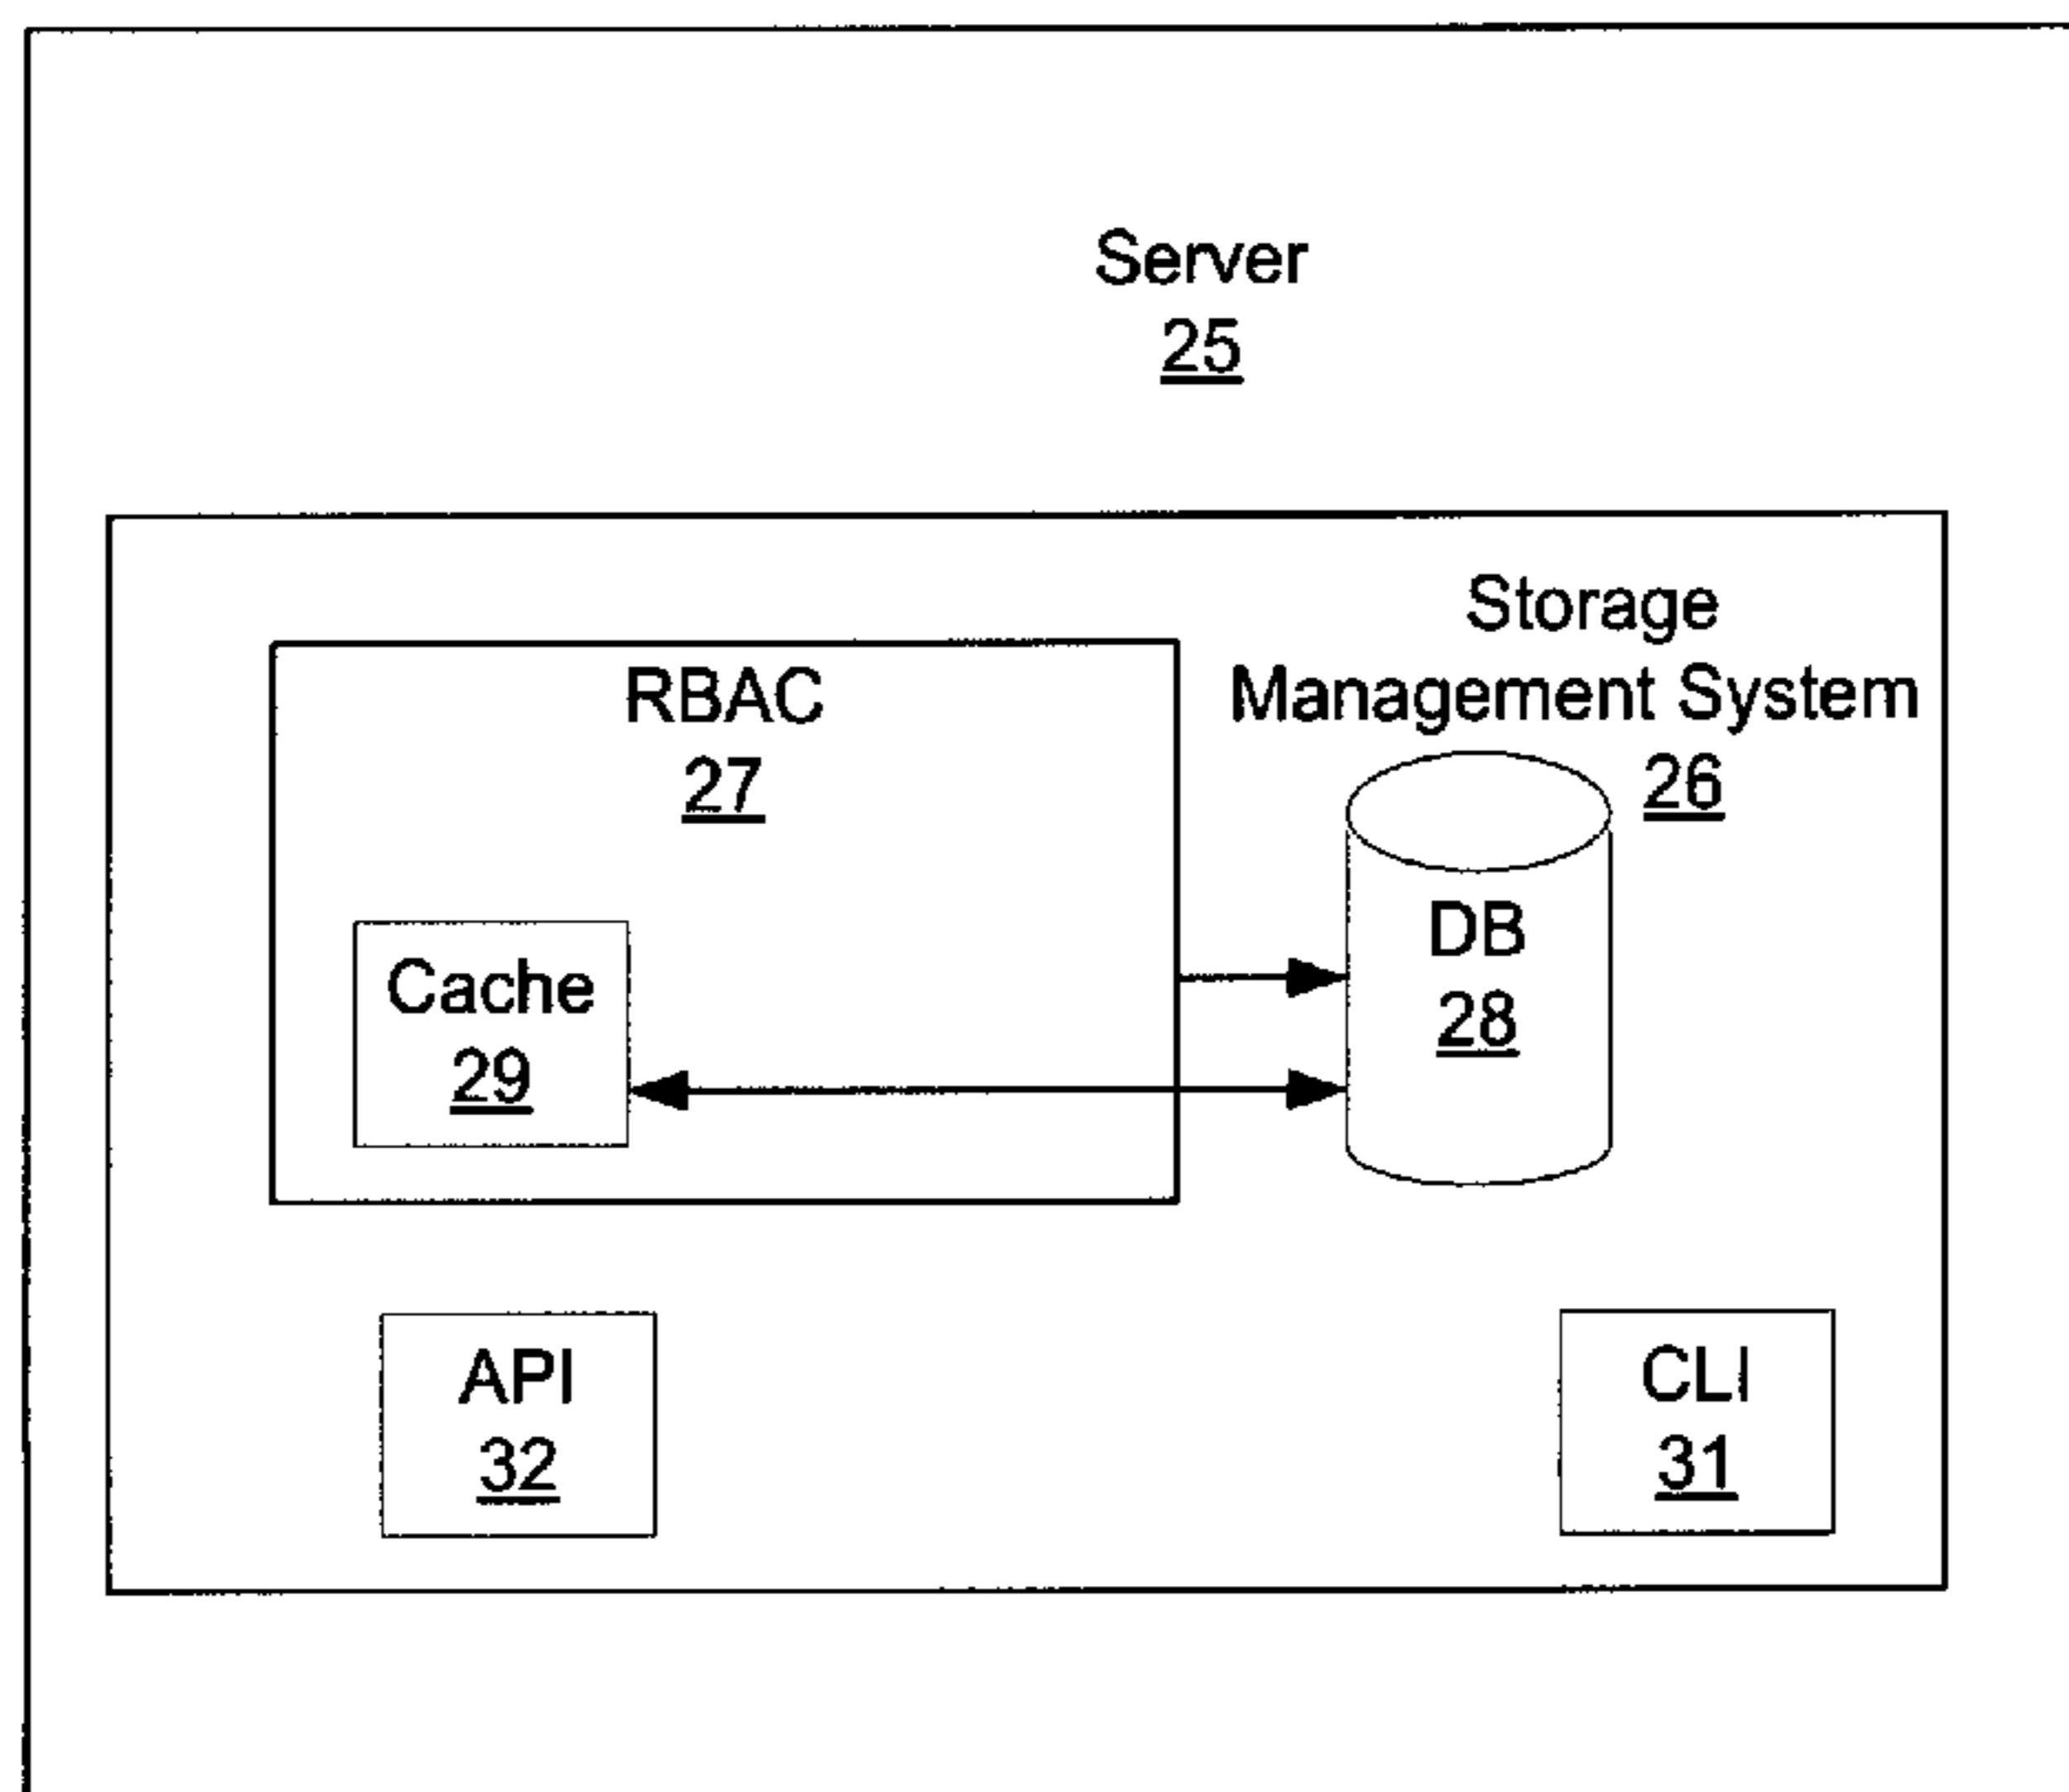 Server
25
Storage
Management System
26
RBAC
27
DB
28
Cache
29
API
32
CLI
31